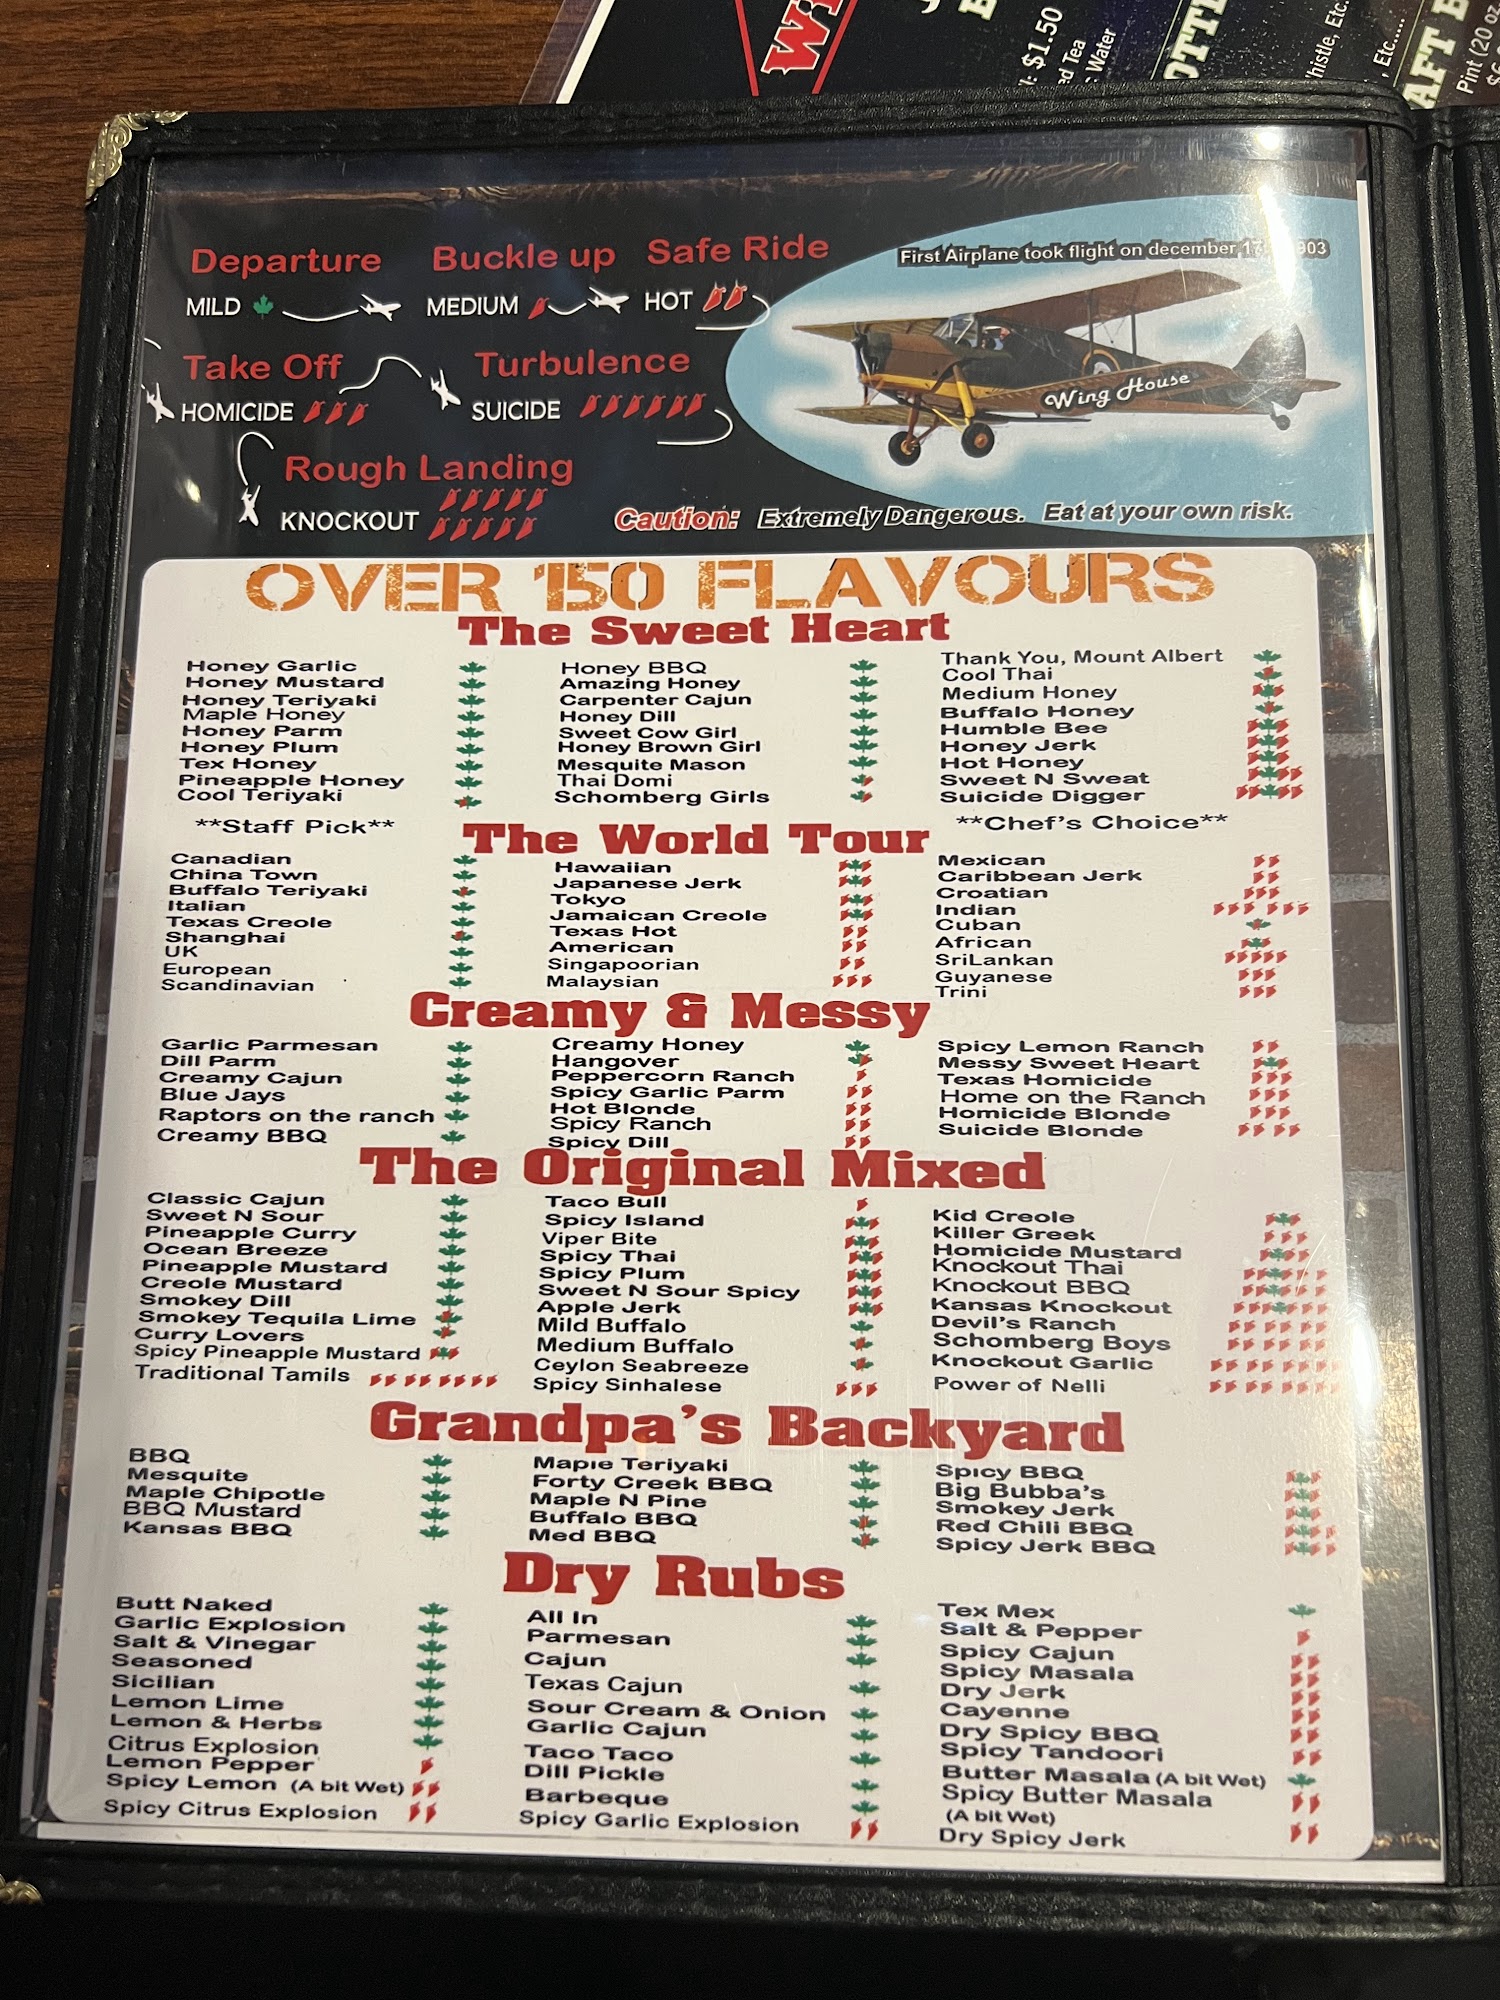 $1.50
ed Tea
Water
OTTL
histle, Etc.
, Etc.....
AFT B
Pint (20 oz
Departure
Buckle up
Safe Ride
First Airplane took flight on december 17 903
MILD
MEDIUM
HOT
Take Off
Turbulence
HOMICIDE
SUICIDE
Wing House
Rough Landing
KNOCKOUT
Caution: Extremely Dangerous. Eat at your own risk.
OVER 150 FLAVOURS
The Sweet Heart
Honey Garlic
Honey Mustard
Honey Teriyaki
Maple Honey
Honey Parm
Honey Plum
Tex Honey
Pineapple Honey
Cool Teriyaki
Honey BBQ
Amazing Honey
Carpenter Cajun
Honey Dill
Sweet Cow Girl
Honey Brown Girl
Mesquite Mason
Thai Domi
Schomberg Girls
Thank You, Mount Albert
Cool Thai
Medium Honey
Buffalo Honey
Humble Bee
Honey Jerk
Hot Honey
Sweet N Sweat
Suicide Digger
**Staff Pick**
The World Tour
**Chef's Choice**
Canadian
China Town
Buffalo Teriyaki
Italian
Texas Creole
Shanghai
UK
European
Scandinavian
Hawaiian
Japanese Jerk
Tokyo
Jamaican Creole
Texas Hot
American
Singapoorian
Malaysian
Mexican
Caribbean Jerk
Croatian
Indian
Cuban
African
SriLankan
Guyanese
Trini
Creamy & Messy
Garlic Parmesan
Dill Parm
Creamy Cajun
Blue Jays
Raptors on the ranch
Creamy BBQ
Creamy Honey
Hangover
Peppercorn Ranch
Spicy Garlic Parm
Hot Blonde
Spicy Ranch
Spicy Dill
Spicy Lemon Ranch
Messy Sweet Heart
Texas Homicide
Home on the Ranch
Homicide Blonde
Suicide Blonde
The Original Mixed
Classic Cajun
Sweet N Sour
Pineapple Curry
Ocean Breeze
Pineapple Mustard
Creole Mustard
Smokey Dill
Smokey Tequila Lime
Curry Lovers
Spicy Pineapple Mustard
Traditional Tamils
Taco Bull
Spicy Island
Viper Bite
Spicy Thai
Spicy Plum
Sweet N Sour Spicy
Apple Jerk
Mild Buffalo
Medium Buffalo
Ceylon Seabreeze
Spicy Sinhalese
Kid Creole
Killer Greek
Homicide Mustard
Knockout Thai
Knockout BBQ
Kansas Knockout
Devil's Ranch
Schomberg Boys
Knockout Garlic
Power of Nelli
Grandpa's Backyard
BBQ
Mesquite
Maple Chipotle
BBQ Mustard
Kansas BBQ
Maple Teriyaki
Forty Creek BBQ
Maple N Pine
Buffalo BBQ
Med BBQ
Spicy BBQ
Big Bubba's
Smokey Jerk
Red Chili BBQ
Spicy Jerk BBQ
Dry Rubs
Butt Naked
Garlic Explosion
Salt & Vinegar
Seasoned
Sicilian
Lemon Lime
Lemon & Herbs
Citrus Explosion
Lemon Pepper
Spicy Lemon (A bit Wet)
Spicy Citrus Explosion
All In
Parmesan
Cajun
Texas Cajun
Sour Cream & Onion
Garlic Cajun
Taco Taco
Dill Pickle
Barbeque
Spicy Garlic Explosion
Tex Mex
Salt & Pepper
Spicy Cajun
Spicy Masala
Dry Jerk
Cayenne
Dry Spicy BBQ
Spicy Tandoori
Butter Masala (A bit Wet)
Spicy Butter Masala
(A bit Wet)
Dry Spicy Jerk